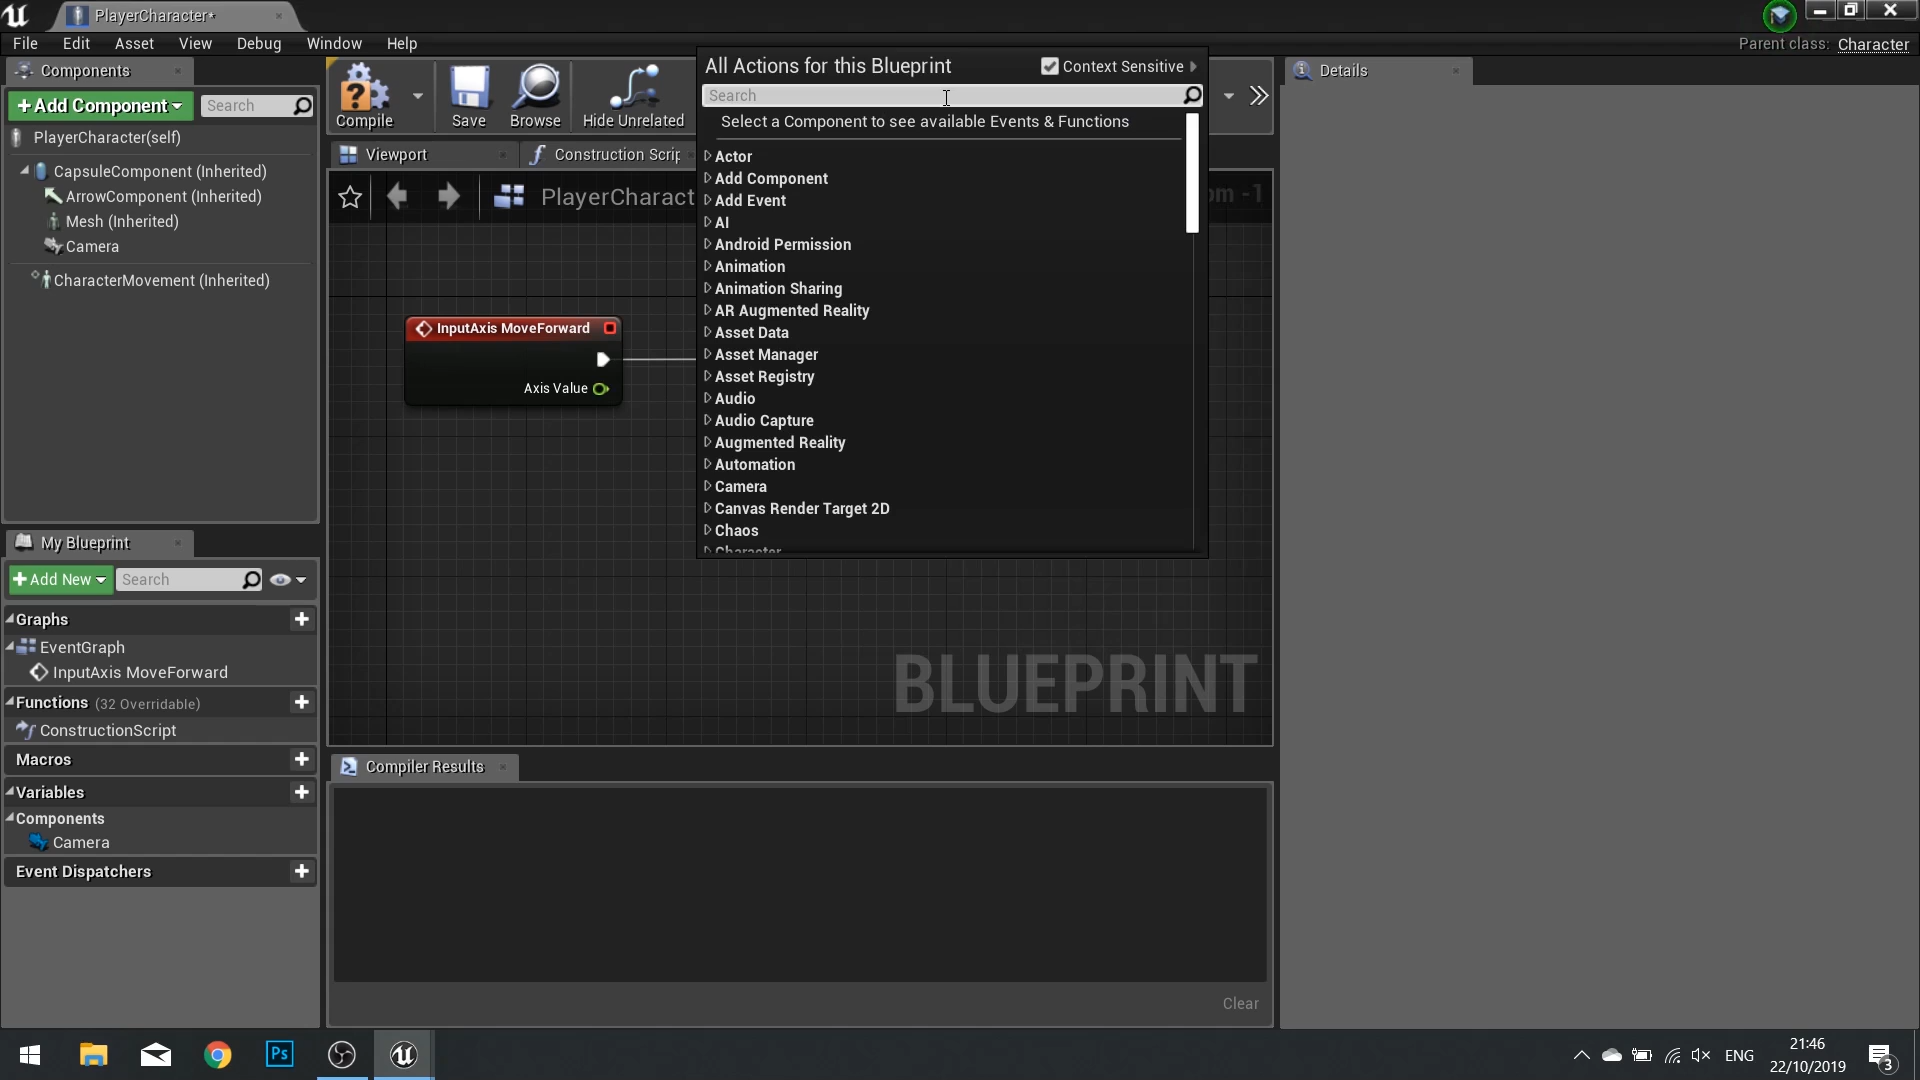 PlayerCharacter*
File Edit Asset View Debug Window Help
Parent class: Character
Components
+Add Component Search
PlayerCharacter(self)
CapsuleComponent (Inherited)
ArrowComponent (Inherited)
Mesh (Inherited)
Camera
CharacterMovement (Inherited)
My Blueprint
+Add New Search
Graphs
EventGraph
InputAxis MoveForward
Functions (32 Overridable)
ConstructionScript
Macros
Variables
Components
Camera
Event Dispatchers
Compile Save Browse Hide Unrelated
Viewport Construction Scrip
PlayerCharact
om -1
InputAxis MoveForward
Axis Value
All Actions for this Blueprint Context Sensitive
Search
Select a Component to see available Events & Functions
Actor
Add Component
Add Event
AI
Android Permission
Animation
Animation Sharing
AR Augmented Reality
Asset Data
Asset Manager
Asset Registry
Audio
Audio Capture
Augmented Reality
Automation
Camera
Canvas Render Target 2D
Chaos
Character
BLUEPRINT
Compiler Results
Clear
Details
Ps
ENG
21:46
22/10/2019
3